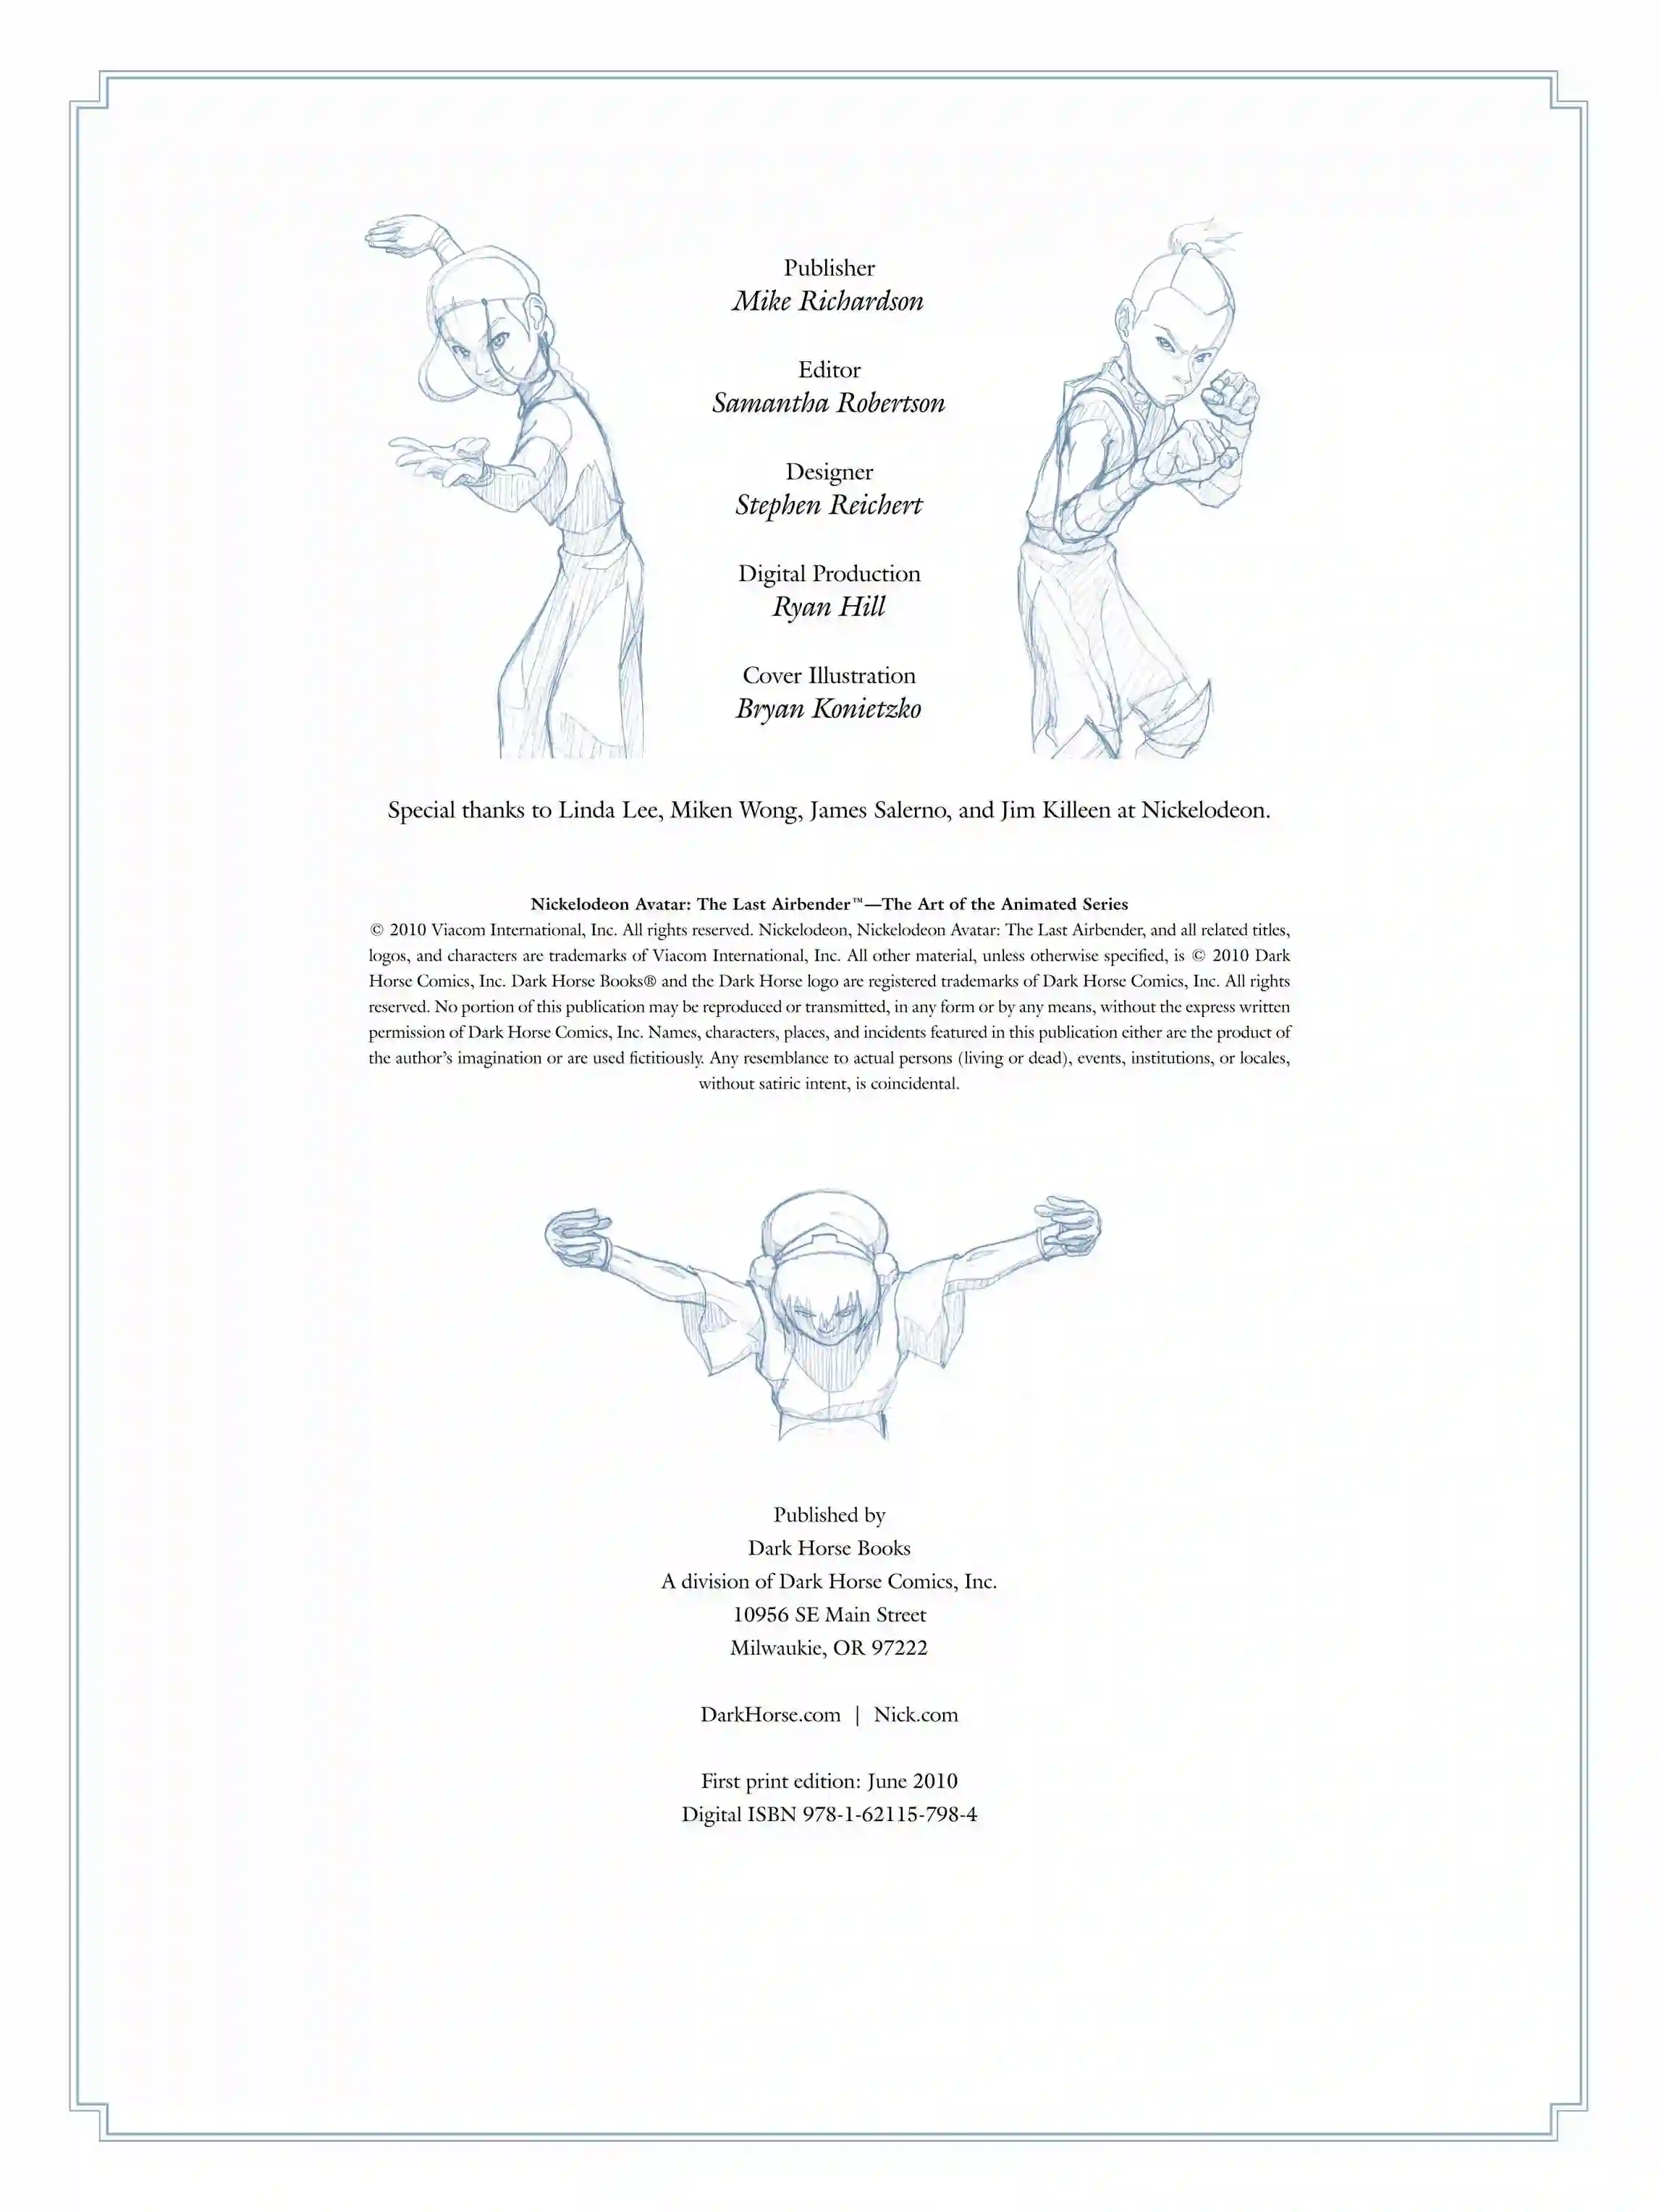 Publisher
Mike Richardson
Editor
Samantha Robertson
Designer
Stephen Reichert
Digital Production
Ryan Hill
Cover Illustration
Bryan Konietzko
Special thanks to Linda Lee, Miken Wong, James Salerno, and Jim Killeen at Nickelodeon.
Nickelodeon Avatar: The Last Airbender™—The Art of the Animated Series
© 2010 Viacom International, Inc. All rights reserved. Nickelodeon, Nickelodeon Avatar: The Last Airbender, and all related titles,
logos, and characters are trademarks of Viacom International, Inc. All other material, unless otherwise specified, is © 2010 Dark
Horse Comics, Inc. Dark Horse Books® and the Dark Horse logo are registered trademarks of Dark Horse Comics, Inc. All rights
reserved. No portion of this publication may be reproduced or transmitted, in any form or by any means, without the express written
permission of Dark Horse Comics, Inc. Names, characters, places, and incidents featured in this publication either are the product of
the author's imagination or are used fictitiously. Any resemblance to actual persons (living or dead), events, institutions, or locales,
without satiric intent, is coincidental.
Published by
Dark Horse Books
A division of Dark Horse Comics, Inc.
10956 SE Main Street
Milwaukie, OR 97222
DarkHorse.com | Nick.com
First print edition: June 2010
Digital ISBN 978-1-62115-798-4